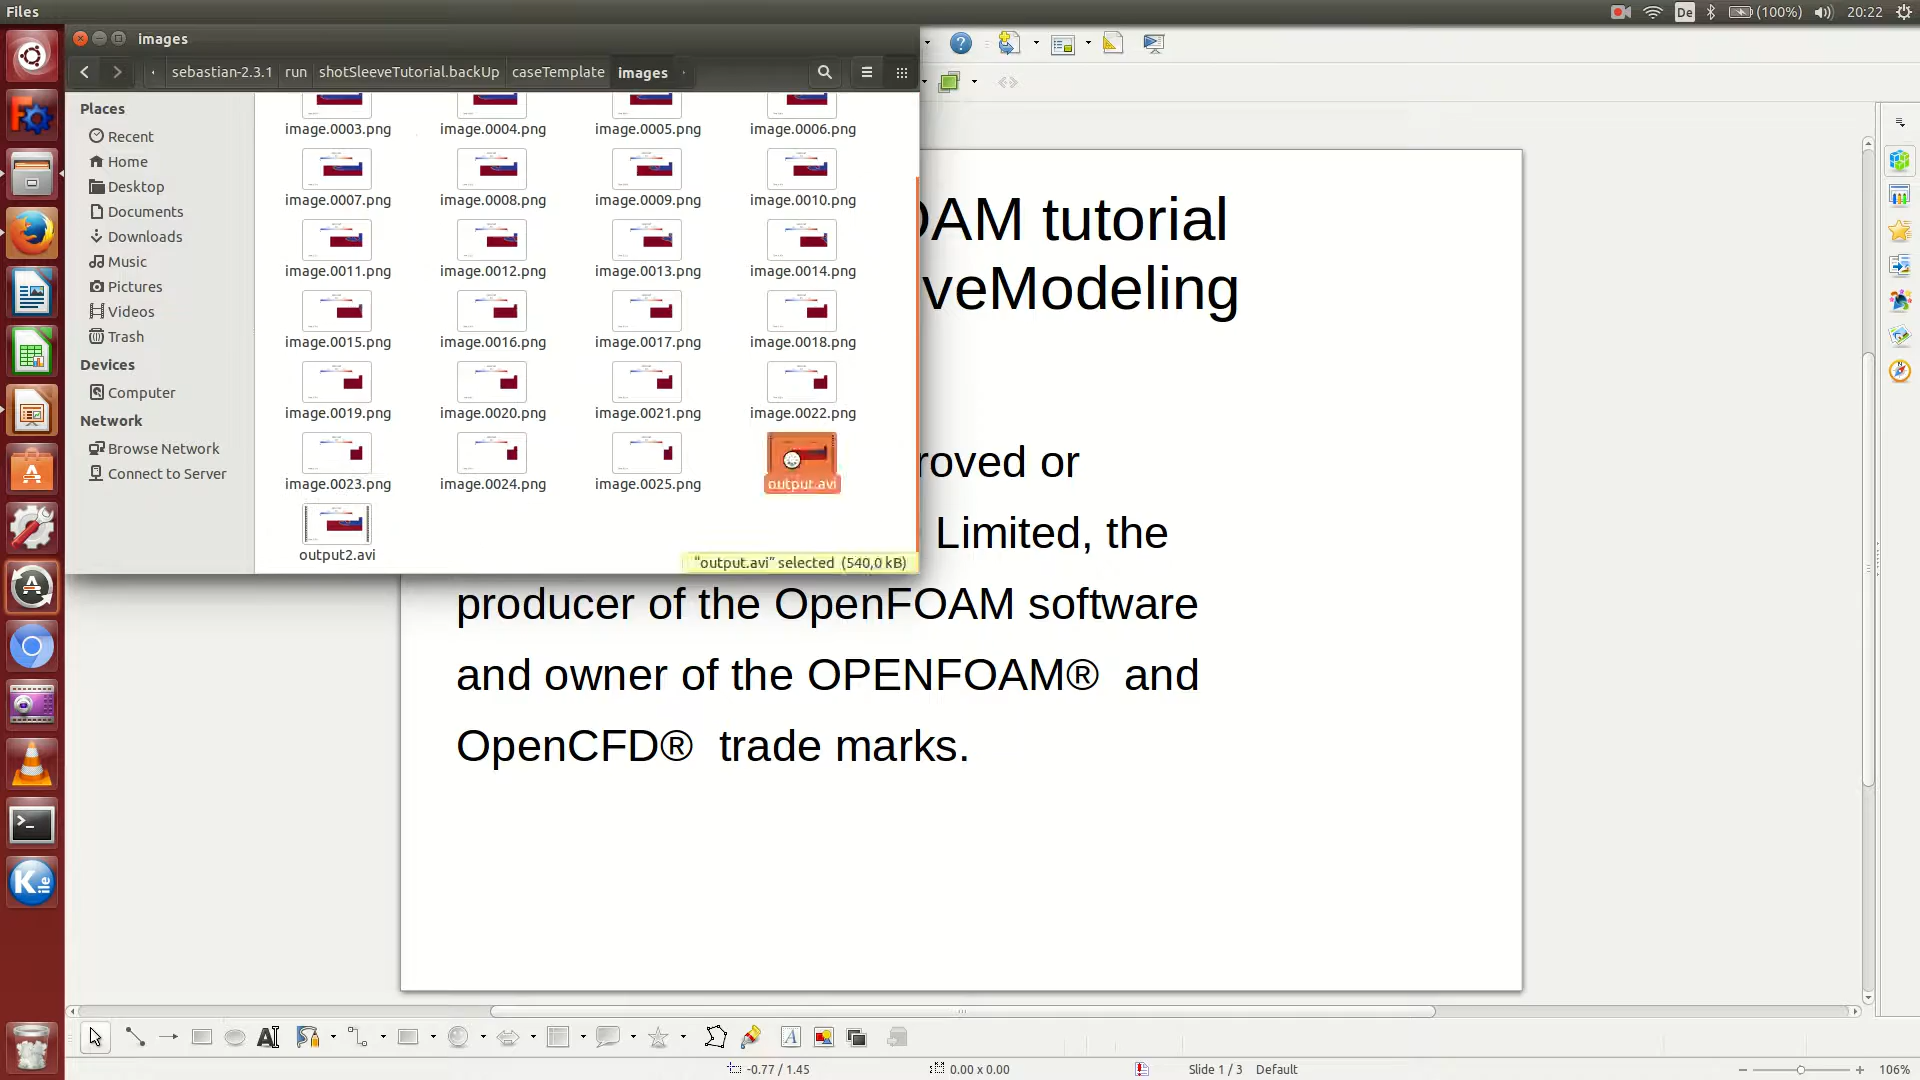 Files
De
(100%)
20:22
images
sebastian-2.3.1 run shotSleeveTutorial.backUp caseTemplate images
Places
Recent
Home
Desktop
Documents
Downloads
Music
Pictures
Videos
Trash
Devices
Computer
Network
Browse Network
Connect to Server
image.0003.png image.0004.png image.0005.png image.0006.png
image.0007.png image.0008.png image.0009.png image.0010.png
image.0011.png image.0012.png image.0013.png image.0014.png
image.0015.png image.0016.png image.0017.png image.0018.png
image.0019.png image.0020.png image.0021.png image.0022.png
image.0023.png image.0024.png image.0025.png output.avi
output2.avi
"output.avi" selected (540,0 kB)
OAM tutorial
veModeling
roved or
Limited, the
producer of the OpenFOAM software
and owner of the OPENFOAM® and
OpenCFD® trade marks.
-0.77 / 1.45
0.00 x 0.00
Slide 1 / 3
Default
106%